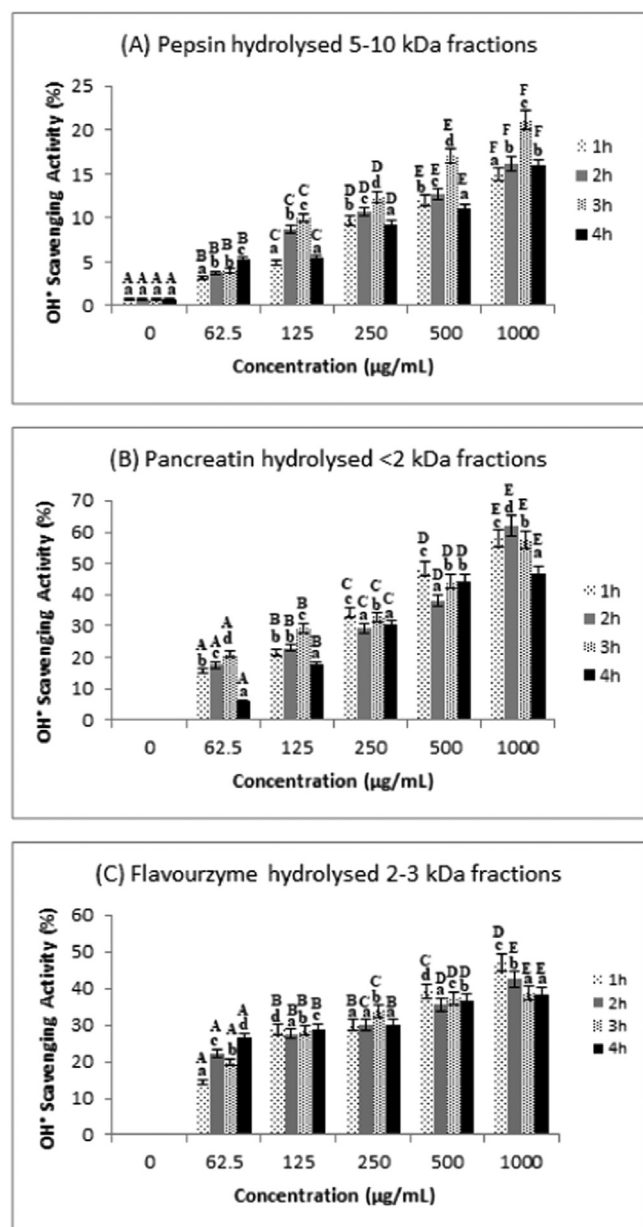 (A) Pepsin hydrolysed 5-10 kDa fractions
OH* Scavenging Activity (%)
25
20
15
10
5
0
A A A A
a a a a
B B B B
a b b c
C C C C
a b c a
D D D D
b c d a
E E E E
b c d a
F F F F
a b c b
1h
2h
3h
4h
0 62.5 125 250 500 1000
Concentration (µg/mL)
(B) Pancreatin hydrolysed <2 kDa fractions
OH* Scavenging Activity (%)
70
60
50
40
30
20
10
0
A A A A
b c d a
B B B B
b b c a
C C C C
c a b a
D D D D
c a b b
E E E E
c d b a
1h
2h
3h
4h
0 62.5 125 250 500 1000
Concentration (µg/mL)
(C) Flavourzyme hydrolysed 2-3 kDa fractions
OH* Scavenging Activity (%)
60
50
40
30
20
10
0
A A A A
a c b d
B B B B
d a b c
B C C B
a a b a
C D D D
d a c b
D E E E
c b a a
1h
2h
3h
4h
0 62.5 125 250 500 1000
Concentration (µg/mL)